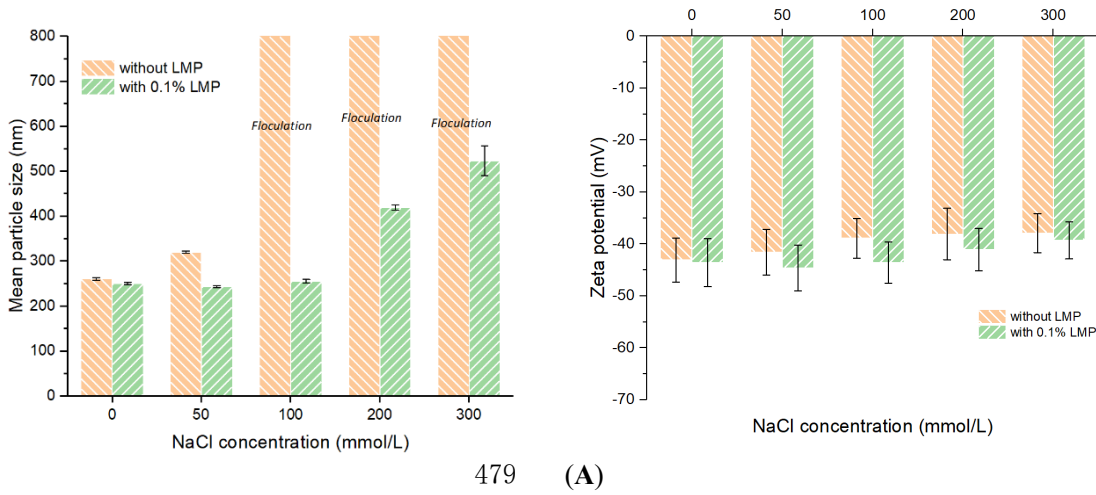 800
700
600
500
400
300
200
100
0
Mean particle size (nm)
without LMP
with 0.1% LMP
Floculation
Floculation
Floculation
0 50 100 200 300
NaCl concentration (mmol/L)
0 50 100 200 300
0
-10
-20
-30
-40
-50
-60
-70
Zeta potential (mV)
without LMP
with 0.1% LMP
NaCl concentration (mmol/L)
479 (A)